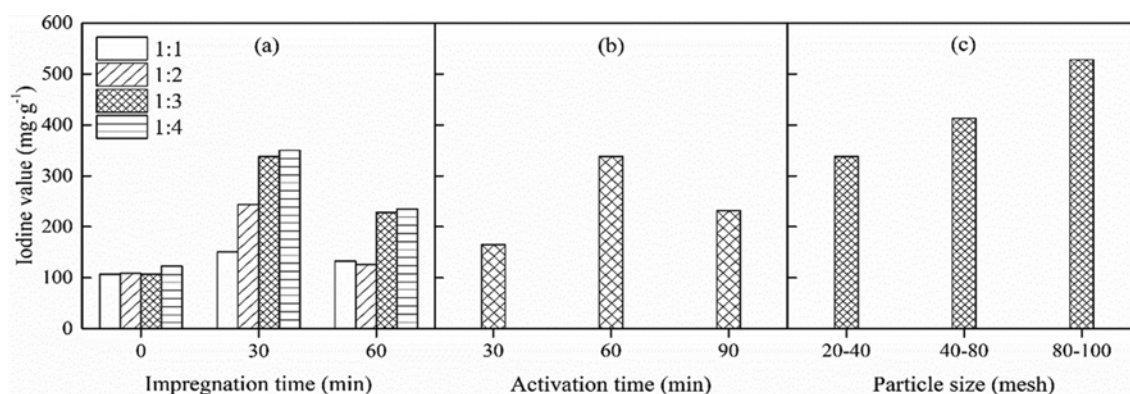 600
500
400
300
200
100
0
Iodine value (mg·g⁻¹)
1:1
1:2
1:3
1:4
(a)
(b)
(c)
0 30 60
30 60 90
20-40 40-80 80-100
Impregnation time (min)
Activation time (min)
Particle size (mesh)